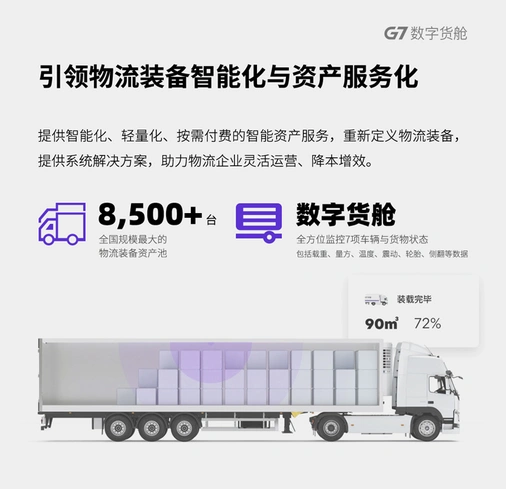 G7数字货舱
引领物流装备智能化与资产服务化
提供智能化、轻量化、按需付费的智能资产服务，重新定义物流装备，
提供系统解决方案，助力物流企业灵活运营、降本增效。
8,500+台
全国规模最大的
物流装备资产池
数字货舱
全方位监控7项车辆与货物状态
包括载重、量方、温度、震动、轮胎、侧翻等数据
装载完毕
90m³ 72%